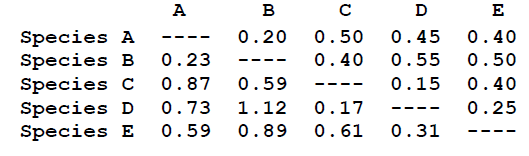 A B C D E
Species A ---- 0.20 0.50 0.45 0.40
Species B 0.23 ---- 0.40 0.55 0.50
Species C 0.87 0.59 ---- 0.15 0.40
Species D 0.73 1.12 0.17 ---- 0.25
Species E 0.59 0.89 0.61 0.31 ----